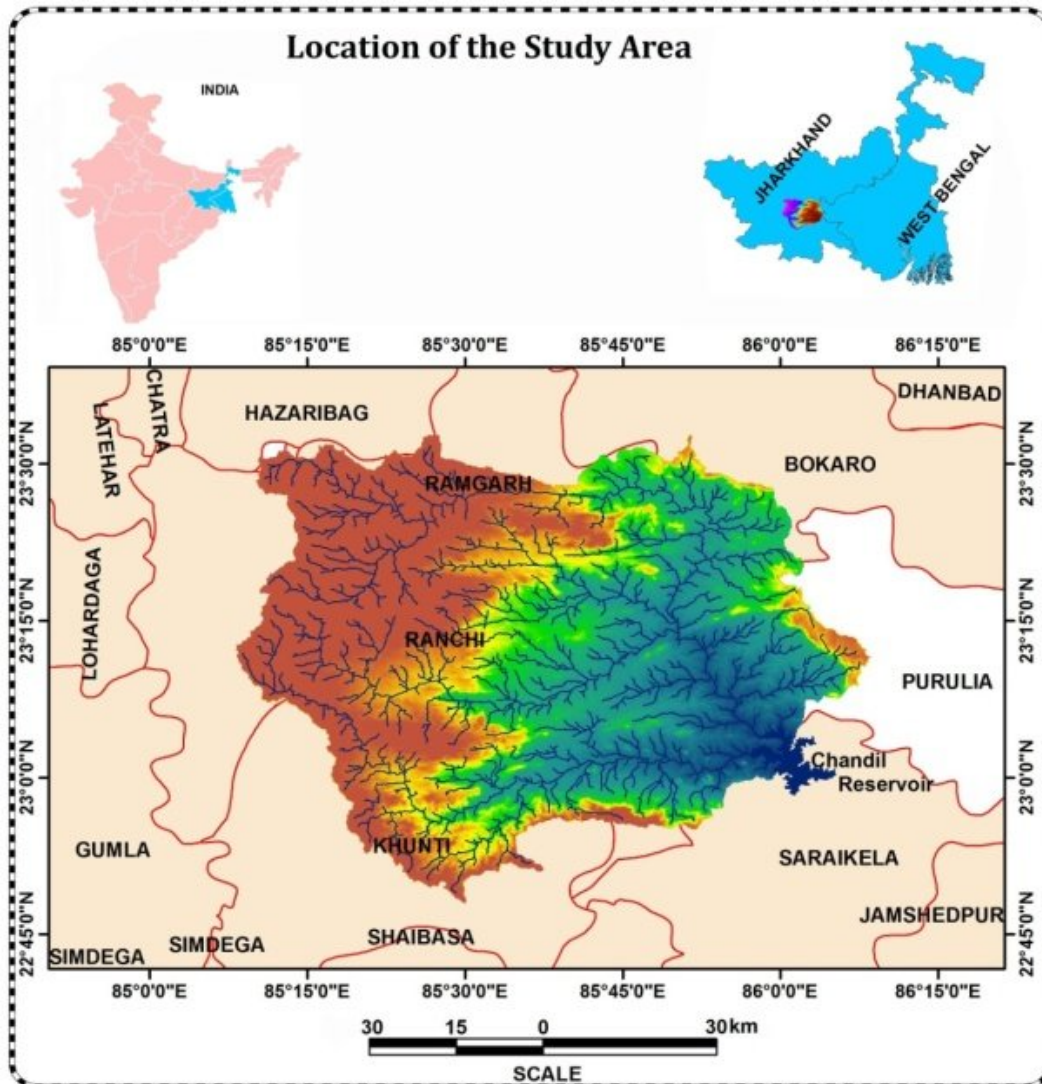 Location of the Study Area
INDIA
JHARKHAND
WEST BENGAL
85°0'0"E 85°15'0"E 85°30'0"E 85°45'0"E 86°0'0"E 86°15'0"E
CHATRA
LATEHAR
HAZARIBAG
DHANBAD
23°30'0"N
23°30'0"N
BOKARO
RAMGARH
LOHARDAGA
23°15'0"N
23°15'0"N
RANCHI
PURULIA
23°0'0"N
Chandil
Reservoir
23°0'0"N
GUMLA
KHUNTI
SARAIKELA
JAMSHEDPUR
22°45'0"N
SIMDEGA
SIMDEGA
SHAIBASA
22°45'0"N
85°0'0"E 85°15'0"E 85°30'0"E 85°45'0"E 86°0'0"E 86°15'0"E
30 15 0 30 km
SCALE